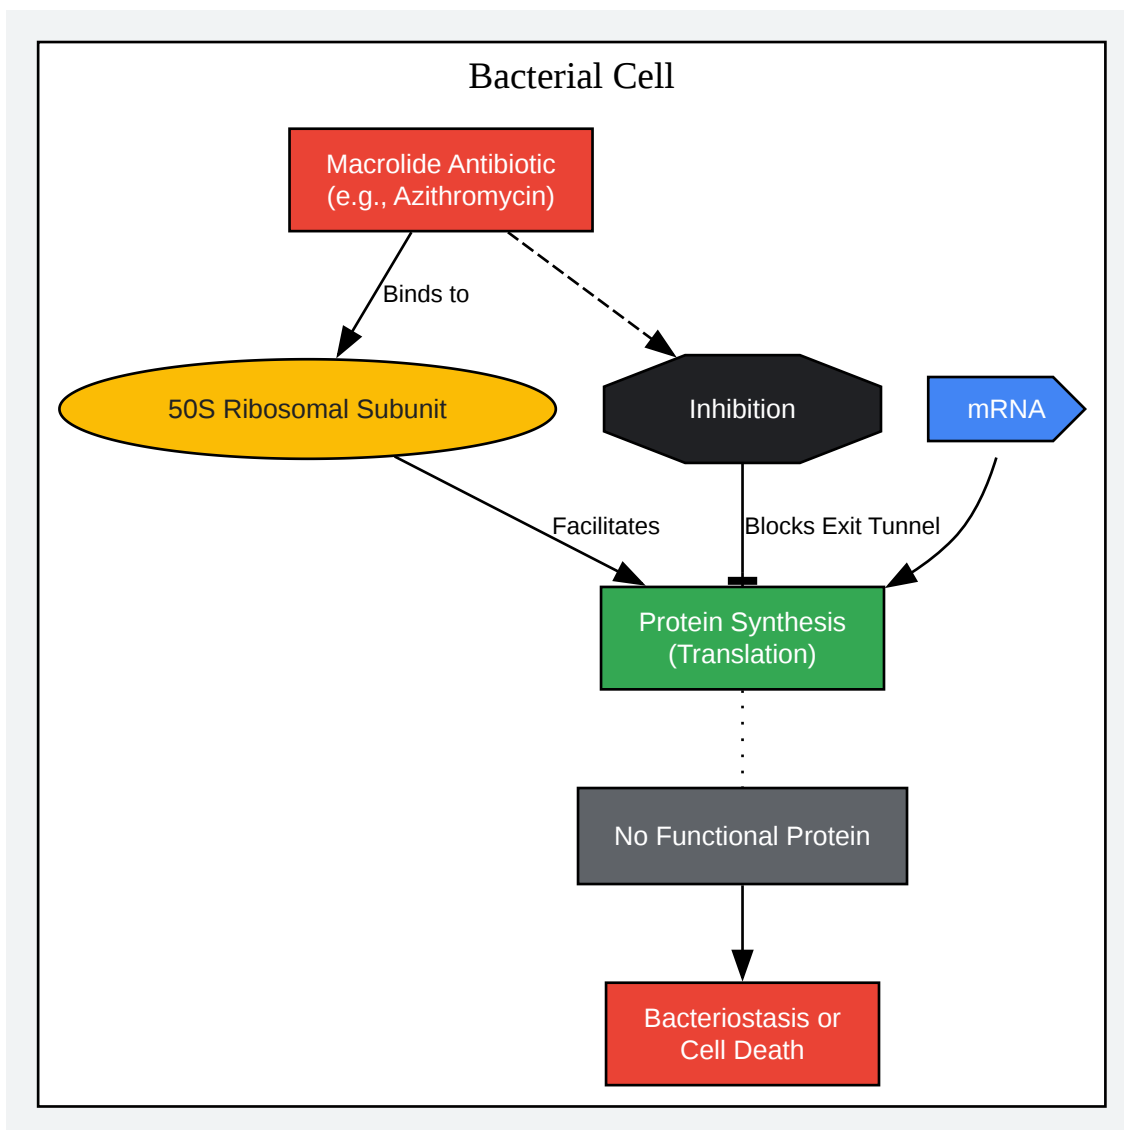 Bacterial Cell
Macrolide Antibiotic
(e.g., Azithromycin)
Binds to
50S Ribosomal Subunit
Inhibition
mRNA
Facilitates
Blocks Exit Tunnel
Protein Synthesis
(Translation)
No Functional Protein
Bacteriostasis or
Cell Death